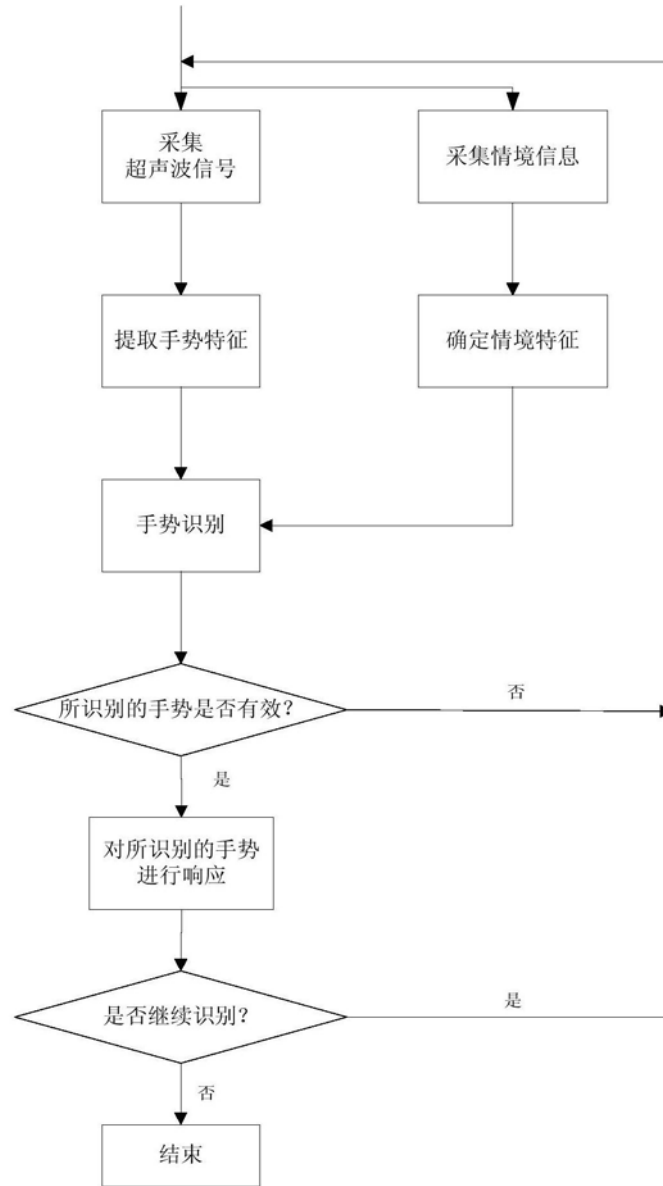 采集
超声波信号
采集情境信息
提取手势特征
确定情境特征
手势识别
所识别的手势是否有效?
否
是
对所识别的手势
进行响应
是否继续识别?
是
否
结束